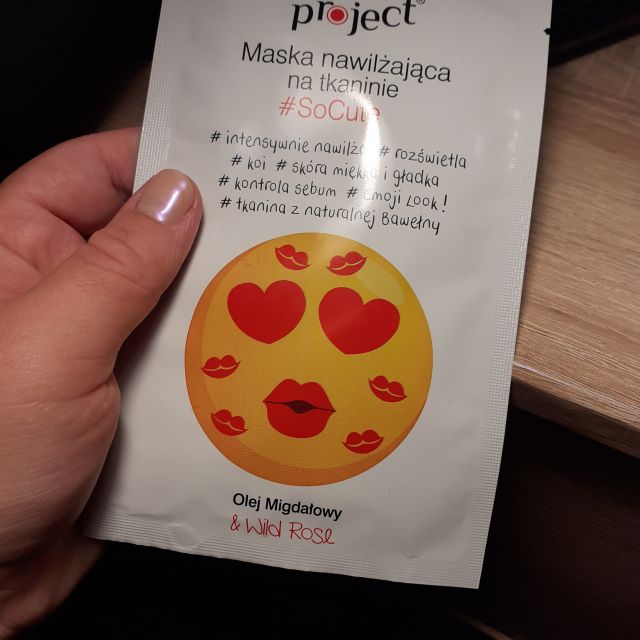 project®
Maska nawilżająca
na tkaninie
#SoCute
# intensywnie nawilża # rozświetla
# koi # skóra miękka i gładka
# kontrola sebum # Emoji Look!
# tkanina z naturalnej Bawełny
Olej Migdałowy
& Wild Rose